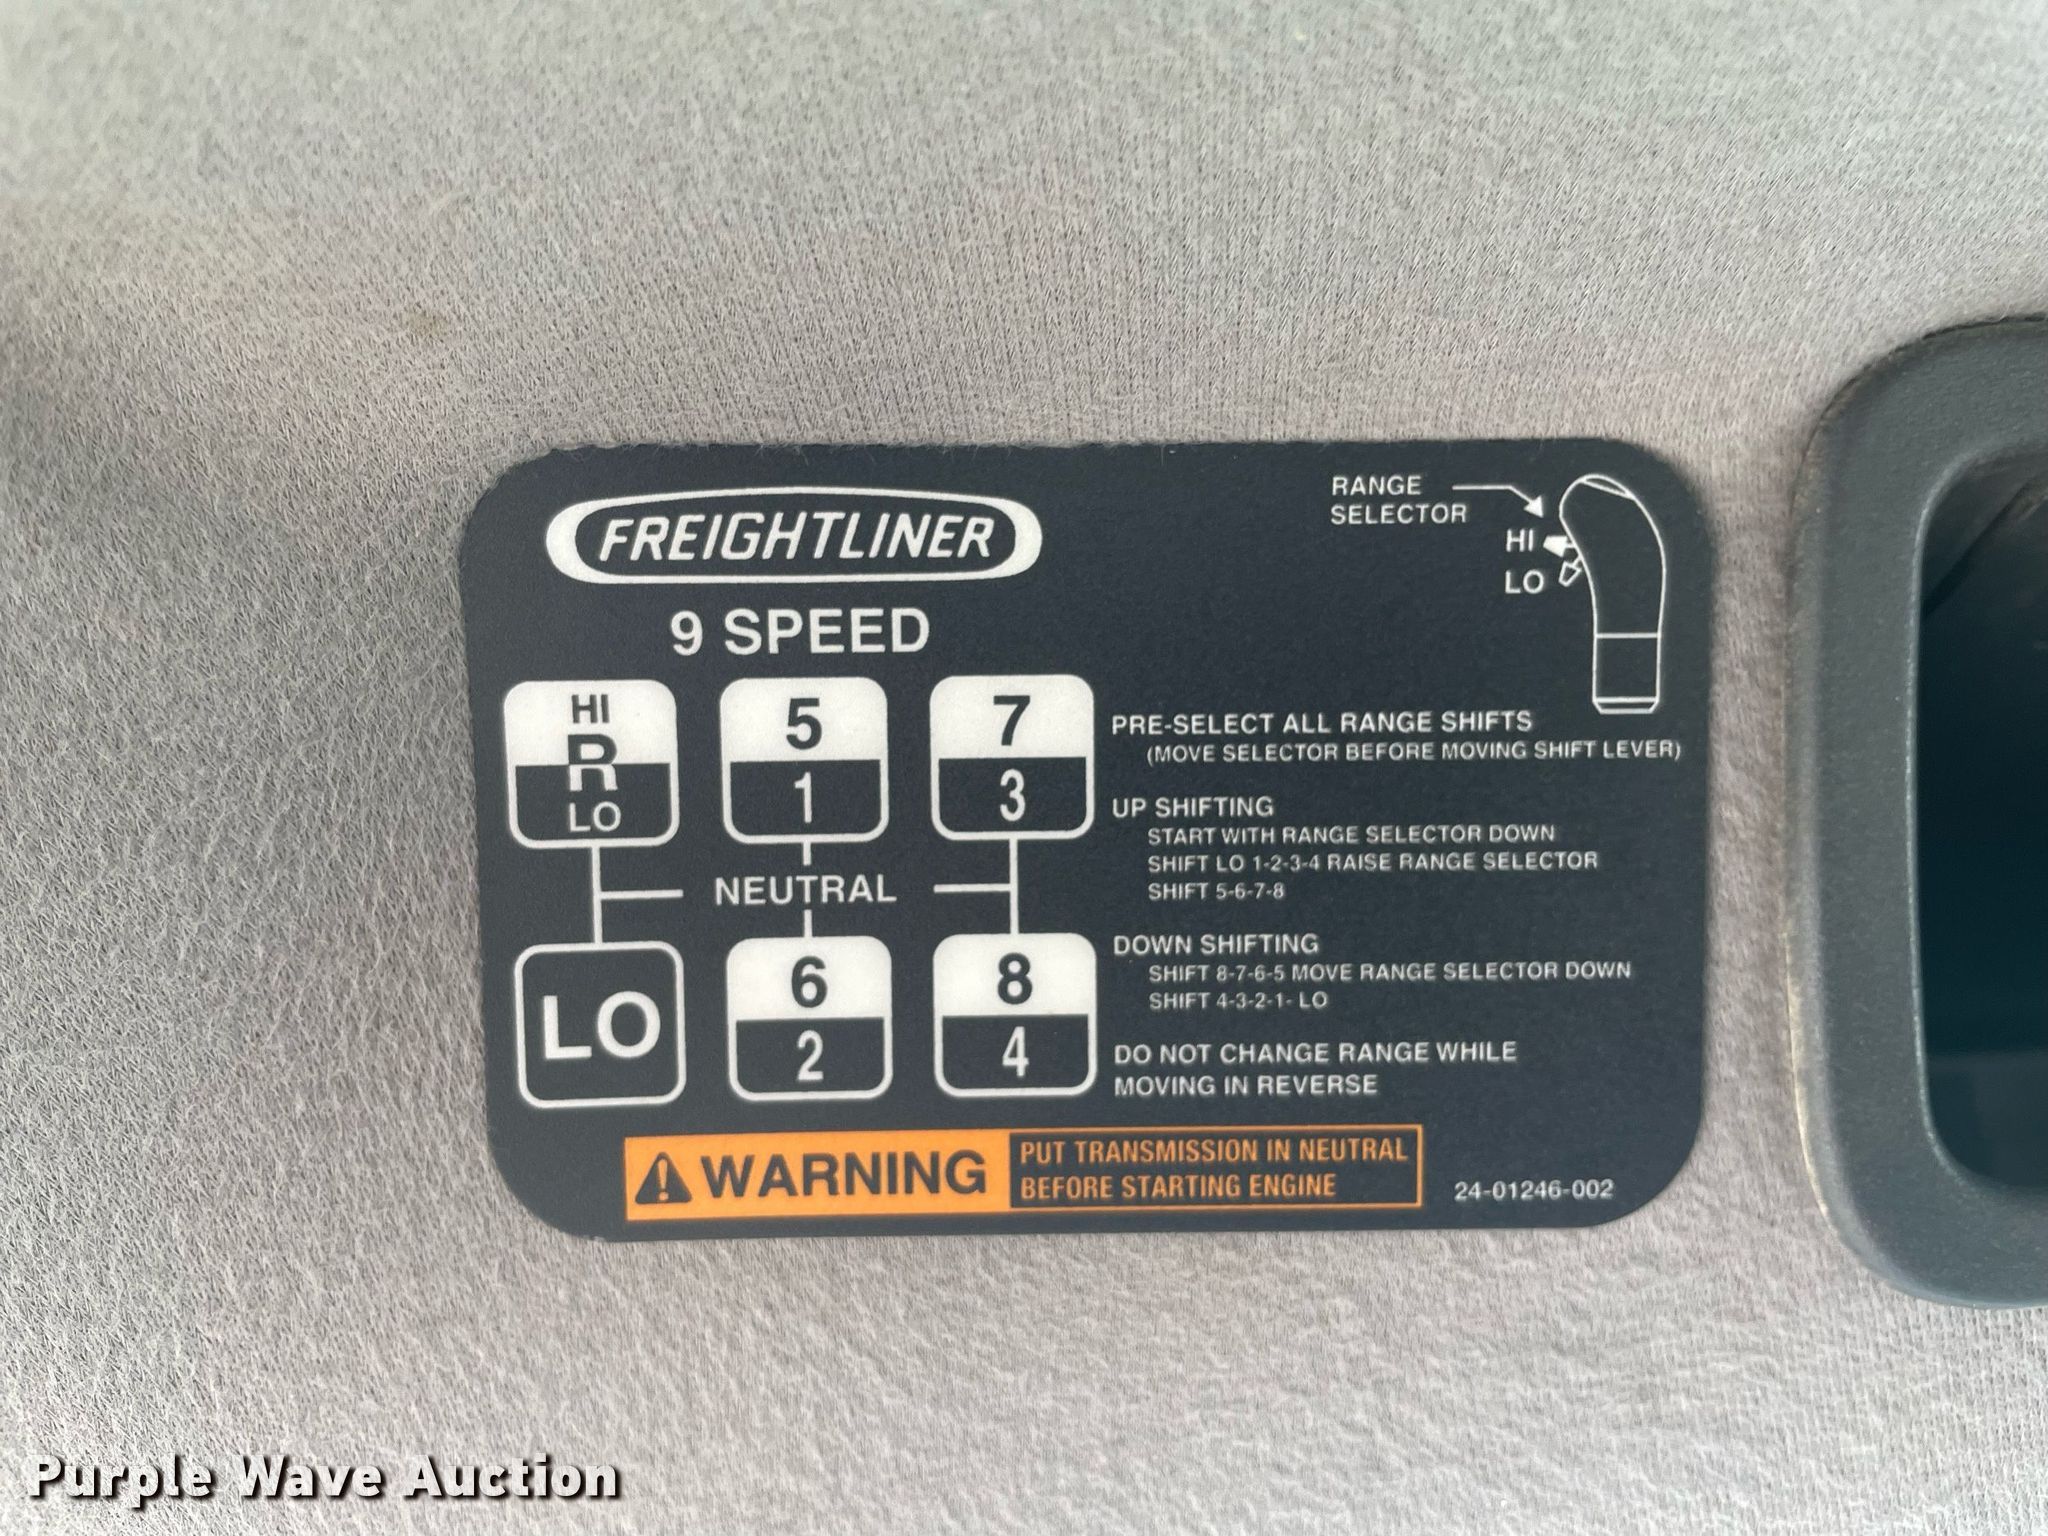 FREIGHTLINER
9 SPEED
RANGE
SELECTOR
HI
LO
HI
R
LO
5
1
7
3
NEUTRAL
LO
6
2
8
4
PRE-SELECT ALL RANGE SHIFTS
(MOVE SELECTOR BEFORE MOVING SHIFT LEVER)
UP SHIFTING
START WITH RANGE SELECTOR DOWN
SHIFT LO 1-2-3-4 RAISE RANGE SELECTOR
SHIFT 5-6-7-8
DOWN SHIFTING
SHIFT 8-7-6-5 MOVE RANGE SELECTOR DOWN
SHIFT 4-3-2-1- LO
DO NOT CHANGE RANGE WHILE
MOVING IN REVERSE
WARNING
PUT TRANSMISSION IN NEUTRAL
BEFORE STARTING ENGINE
24-01246-002
Purple Wave Auction